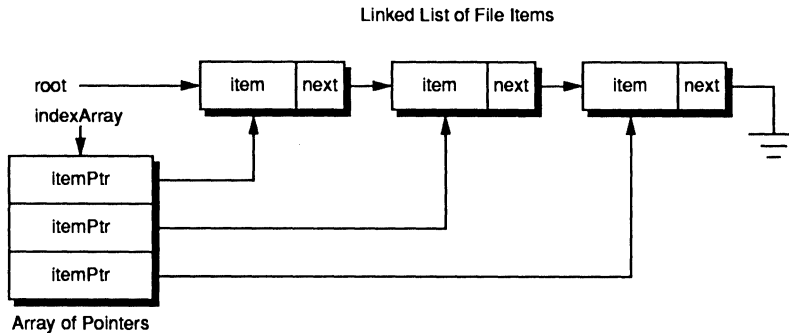 Linked List of File Items
root
item next
item next
item next
indexArray
itemPtr
itemPtr
itemPtr
Array of Pointers